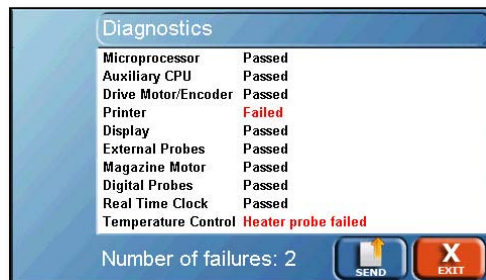 Diagnostics
Microprocessor Passed
Auxiliary CPU Passed
Drive Motor/Encoder Passed
Printer Failed
Display Passed
External Probes Passed
Magazine Motor Passed
Digital Probes Passed
Real Time Clock Passed
Temperature Control Heater probe failed
Number of failures: 2
SEND
X
EXIT